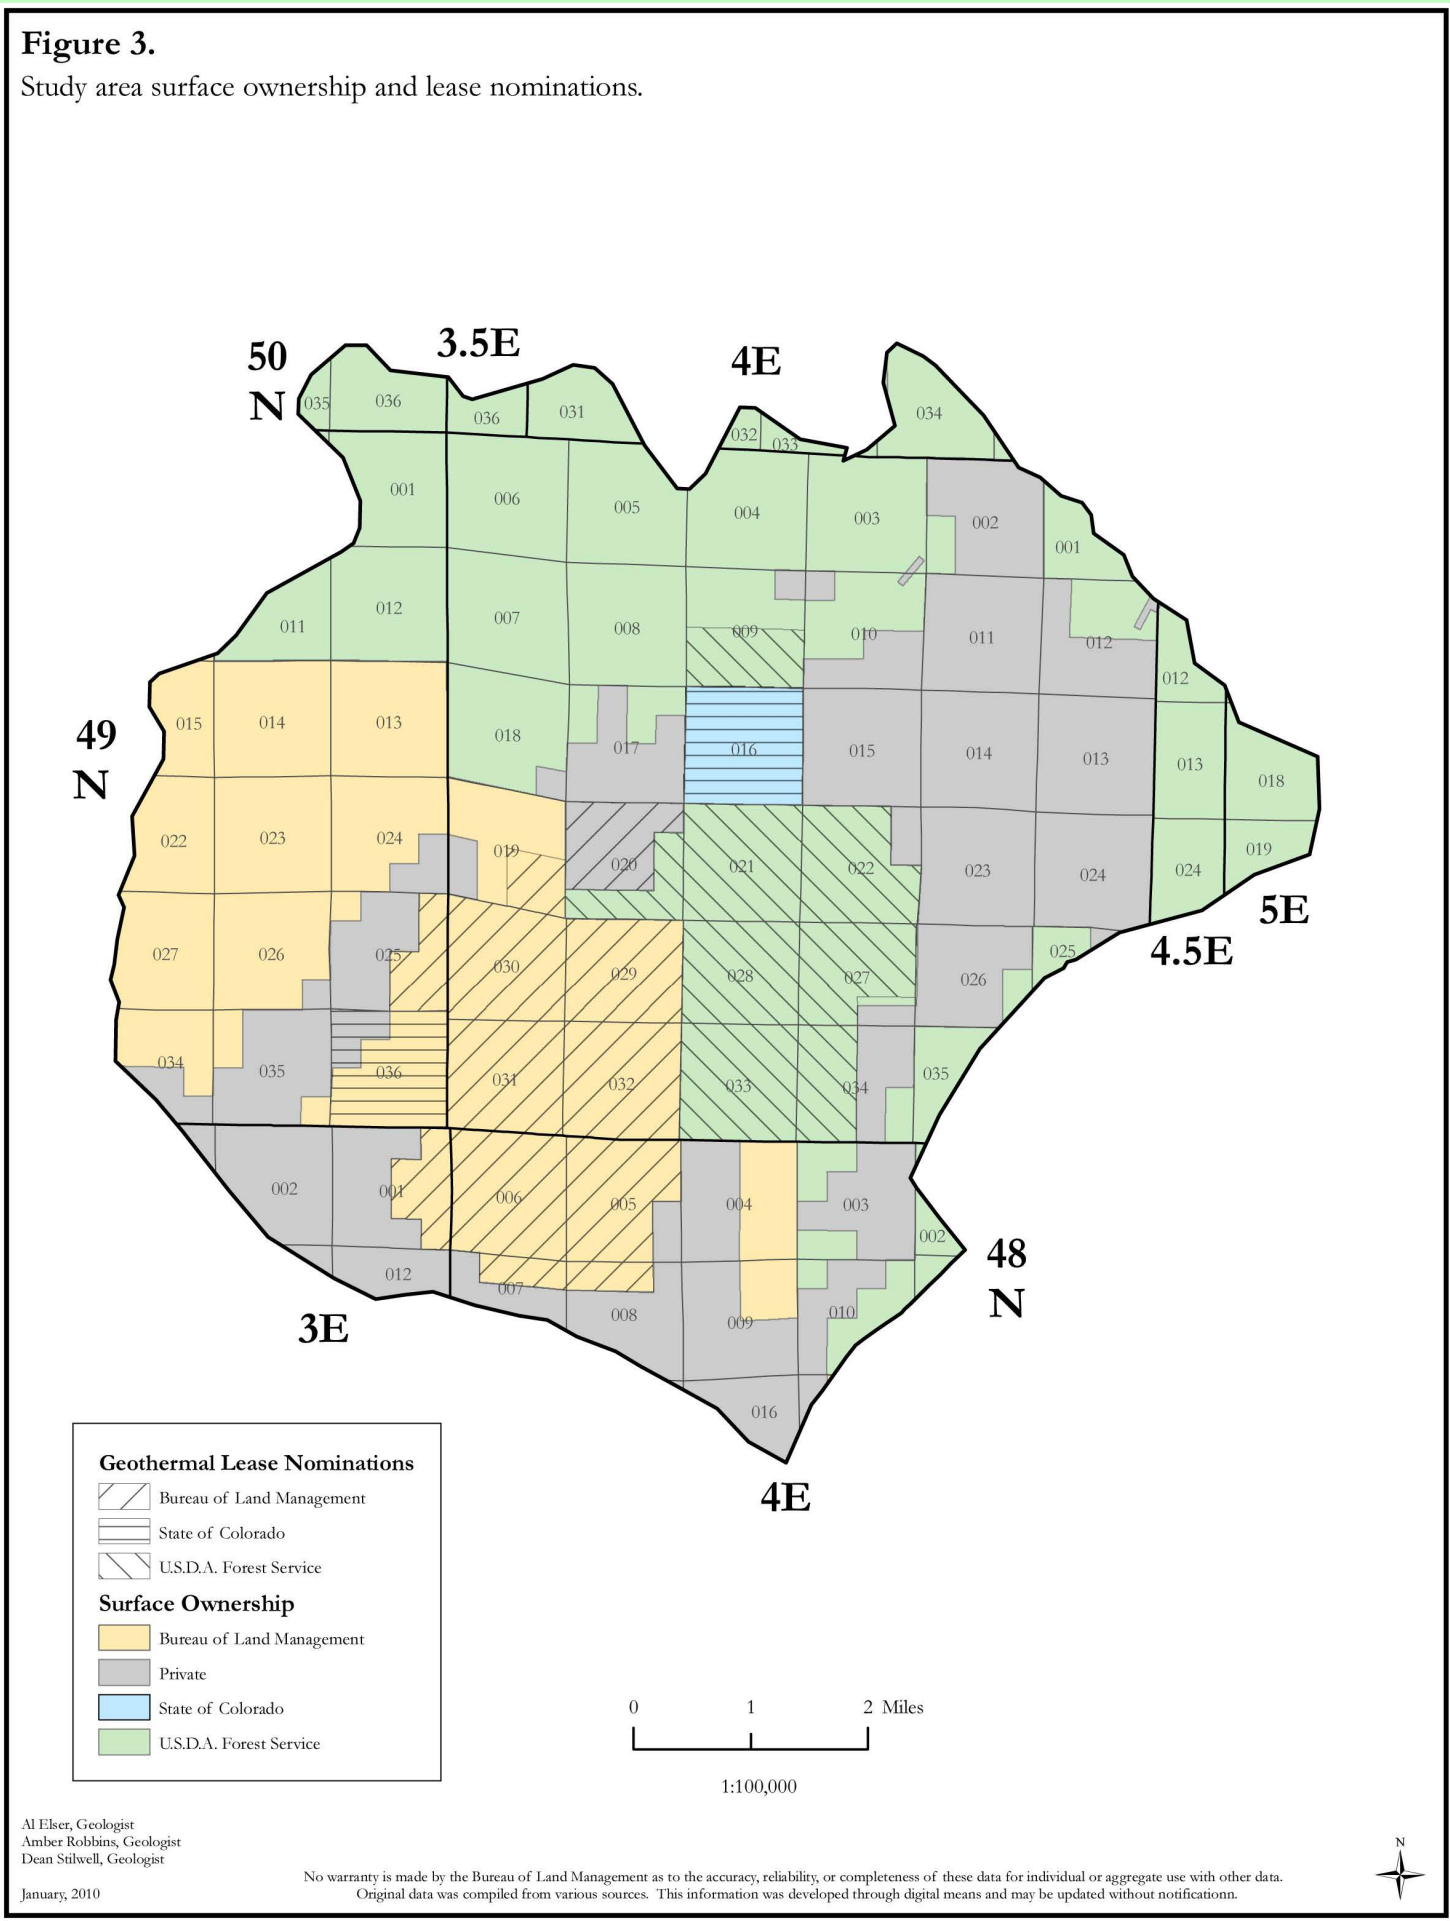 Figure 3.
Study area surface ownership and lease nominations.
50
N
3.5E
4E
035
036
036
031
032
033
034
001
006
005
004
003
002
001
011
012
007
008
009
010
011
012
012
49
N
015
014
013
018
017
016
015
014
013
013
018
022
023
024
019
020
021
022
023
024
024
019
5E
4.5E
027
026
025
030
029
028
027
026
025
034
035
036
031
032
033
034
035
002
001
006
005
004
003
002
48
N
012
007
008
009
010
3E
016
4E
Geothermal Lease Nominations
Bureau of Land Management
State of Colorado
U.S.D.A. Forest Service
Surface Ownership
Bureau of Land Management
Private
State of Colorado
U.S.D.A. Forest Service
0 1 2 Miles
1:100,000
Al Elser, Geologist
Amber Robbins, Geologist
Dean Stilwell, Geologist
January, 2010
No warranty is made by the Bureau of Land Management as to the accuracy, reliability, or completeness of these data for individual or aggregate use with other data.
Original data was compiled from various sources. This information was developed through digital means and may be updated without notificationn.
N